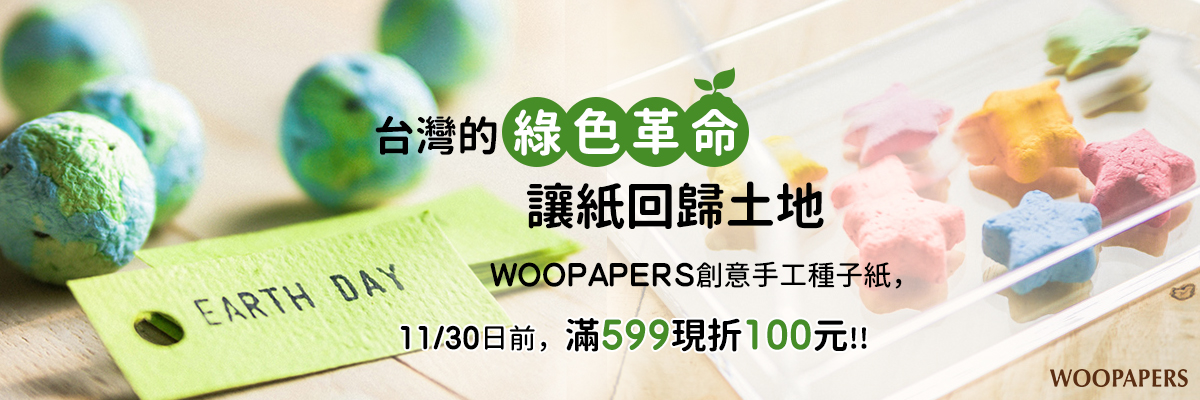 台灣的綠色革命
讓紙回歸土地
WOOPAPERS創意手工種子紙，
11/30日前，滿599現折100元!!
EARTH DAY
WOOPAPERS